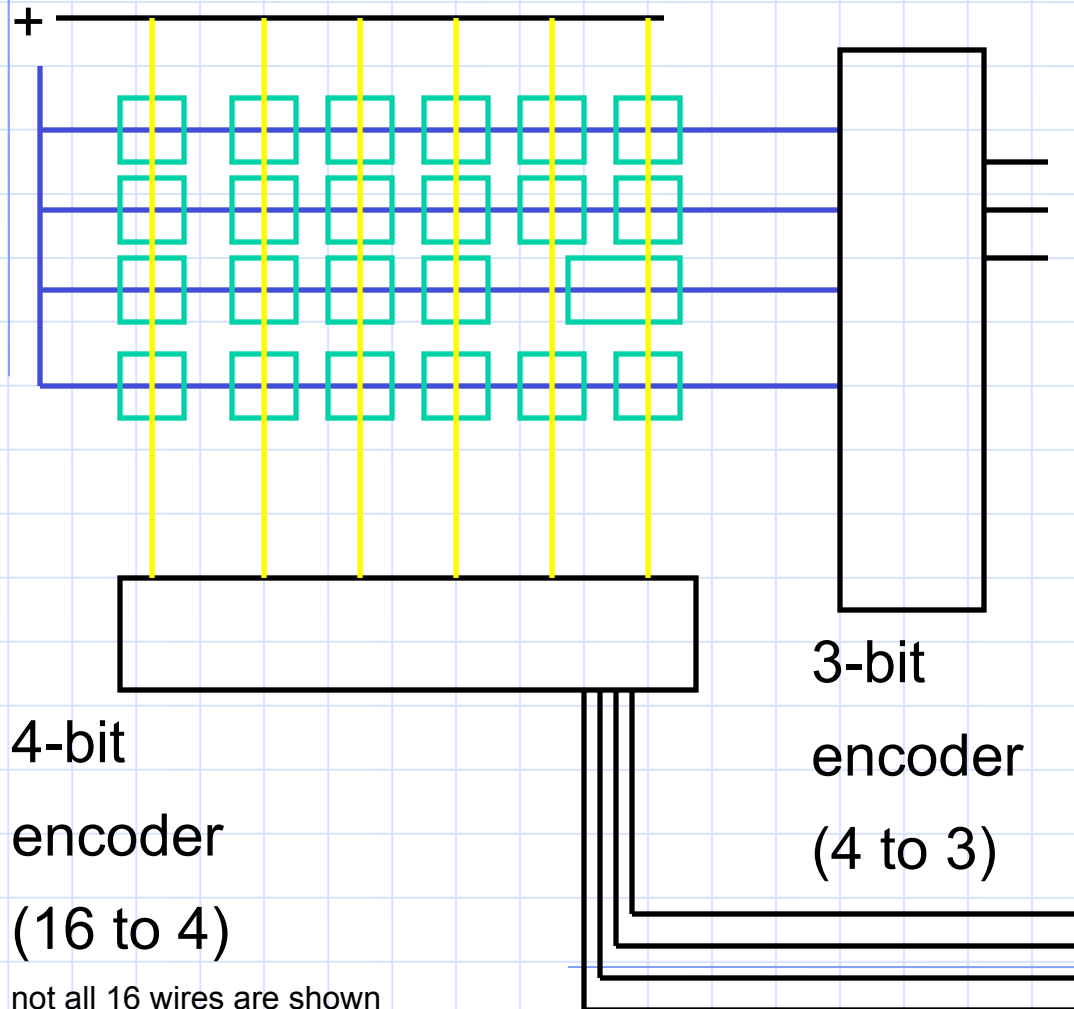 +
3-bit
encoder
(4 to 3)
4-bit
encoder
(16 to 4)
not all 16 wires are shown